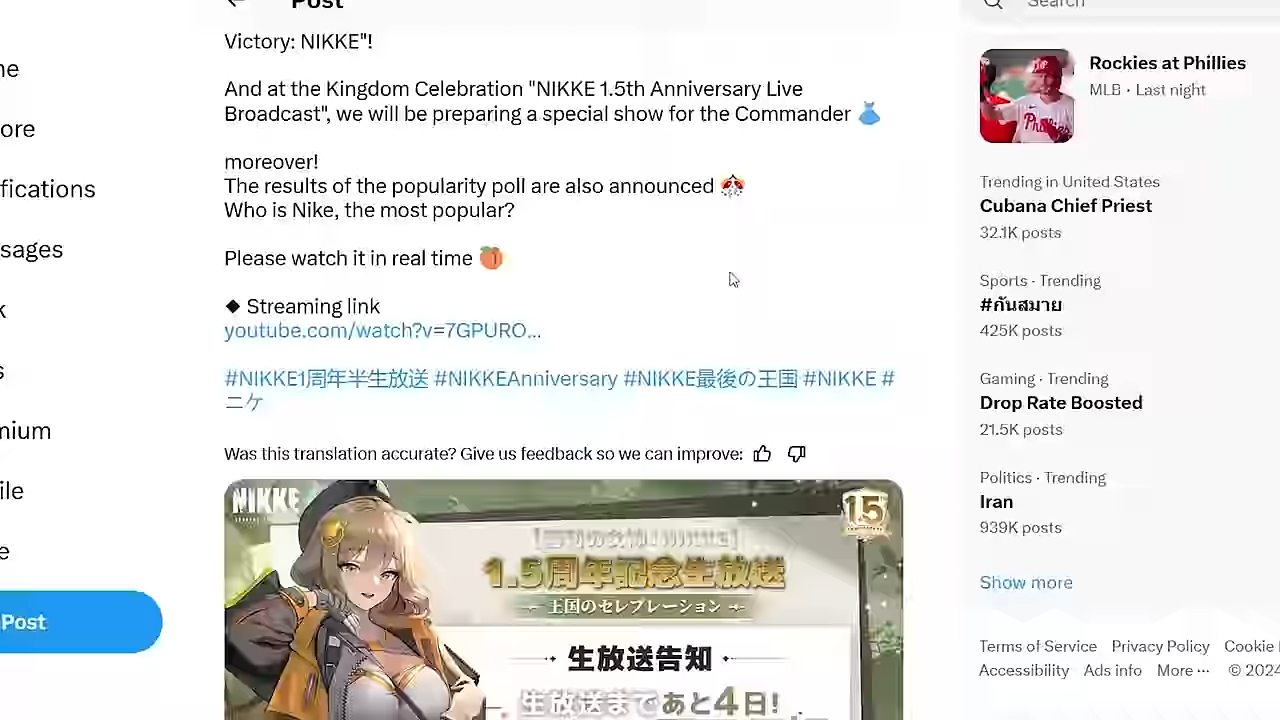 Post
Search
Victory: NIKKE"!
And at the Kingdom Celebration "NIKKE 1.5th Anniversary Live
Broadcast", we will be preparing a special show for the Commander
moreover!
The results of the popularity poll are also announced
Who is Nike, the most popular?
Please watch it in real time
◆ Streaming link
youtube.com/watch?v=7GPURO...
#NIKKE1周年半生放送 #NIKKEAnniversary #NIKKE最後の王国 #NIKKE #
ニケ
Was this translation accurate? Give us feedback so we can improve:
NIKKE
1.5
1.5周年記念生放送
王国のセレブレーション
生放送告知
生放送まであと4日!
me
ore
fications
sages
k
s
mium
ile
e
Post
Rockies at Phillies
MLB · Last night
Phillies
Trending in United States
Cubana Chief Priest
32.1K posts
Sports · Trending
#กันสมาย
425K posts
Gaming · Trending
Drop Rate Boosted
21.5K posts
Politics · Trending
Iran
939K posts
Show more
Terms of Service Privacy Policy Cookie
Accessibility Ads info More ··· © 2024